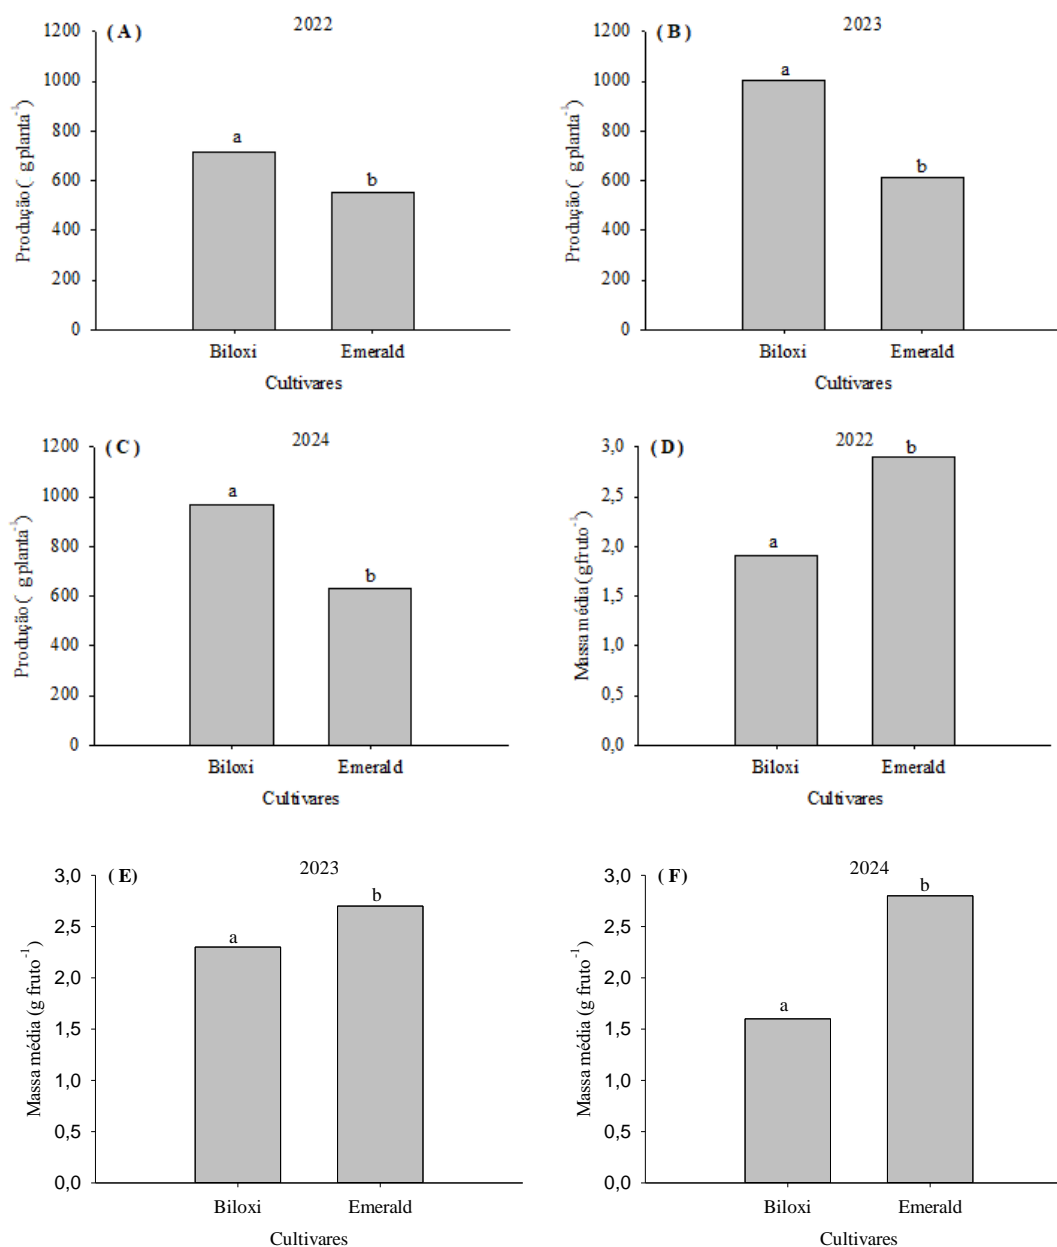 ( A )
2022
1200
1000
800
600
400
200
0
Produção ( g planta⁻¹)
a
b
Biloxi
Emerald
Cultivares
( B )
2023
1200
1000
800
600
400
200
0
Produção ( g planta⁻¹)
a
b
Biloxi
Emerald
Cultivares
( C )
2024
1200
1000
800
600
400
200
0
Produção ( g planta⁻¹)
a
b
Biloxi
Emerald
Cultivares
( D )
2022
3,0
2,5
2,0
1,5
1,0
0,5
0,0
Massa média (g fruto⁻¹)
a
b
Biloxi
Emerald
Cultivares
( E)
2023
3,0
2,5
2,0
1,5
1,0
0,5
0,0
Massa média (g fruto⁻¹)
a
b
Biloxi
Emerald
Cultivares
( F)
2024
3,0
2,5
2,0
1,5
1,0
0,5
0,0
Massa média (g fruto⁻¹)
a
b
Biloxi
Emerald
Cultivares